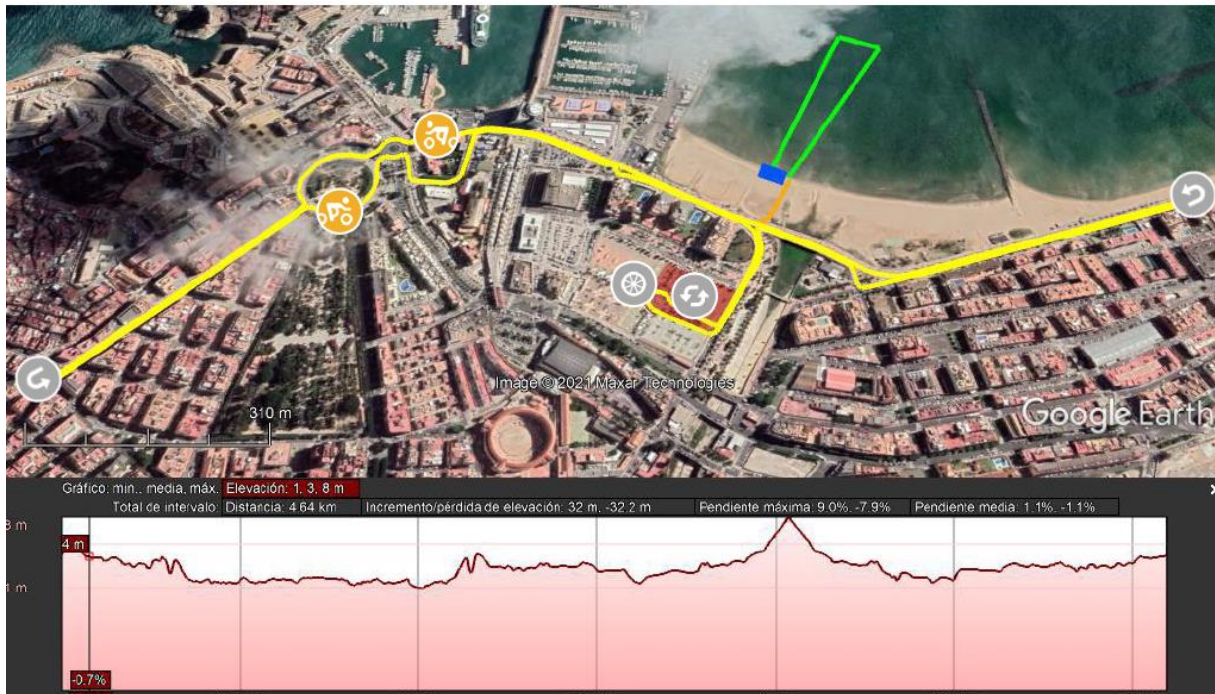 310 m
Image © 2021 Maxar Technologies
Google Earth
Gráfico: min., media, máx. Elevación: 1, 3, 8 m
Total de intervalo: Distancia: 4.64 km Incremento/pérdida de elevación: 32 m, -32.2 m Pendiente máxima: 9.0%, -7.9% Pendiente media: 1.1%, -1.1%
8 m
4 m
1 m
-0.7%